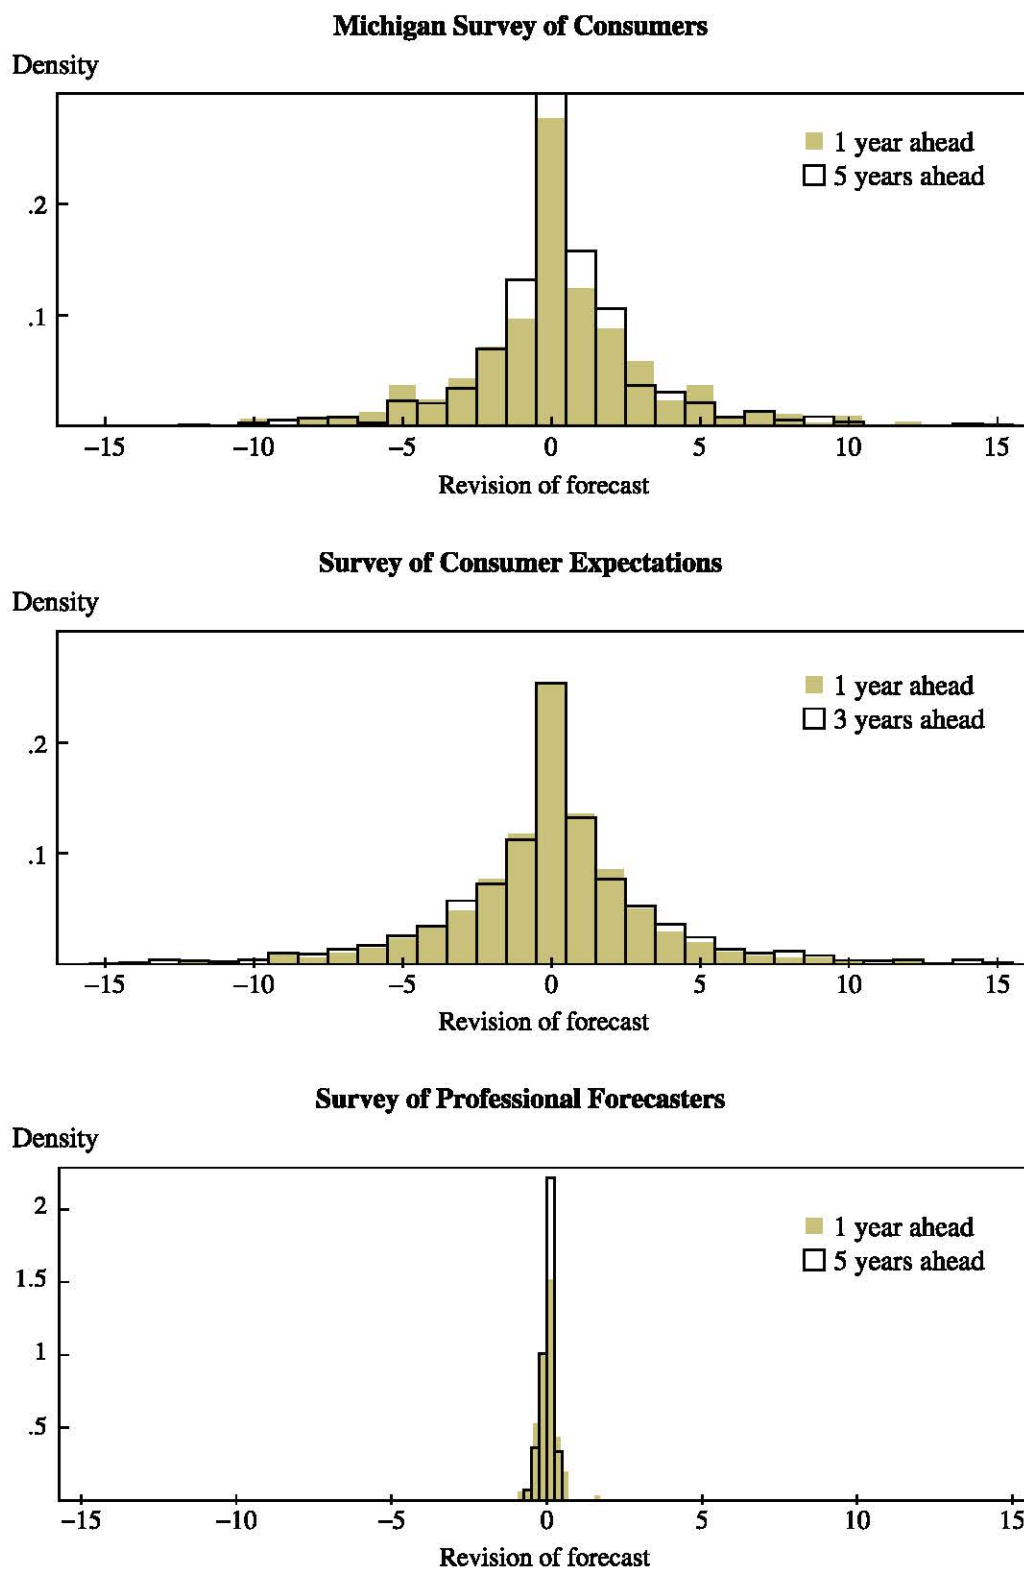 Michigan Survey of Consumers
Density
1 year ahead
5 years ahead
.2
.1
−15 −10 −5 0 5 10 15
Revision of forecast
Survey of Consumer Expectations
Density
1 year ahead
3 years ahead
.2
.1
−15 −10 −5 0 5 10 15
Revision of forecast
Survey of Professional Forecasters
Density
2
1 year ahead
5 years ahead
1.5
1
.5
−15 −10 −5 0 5 10 15
Revision of forecast